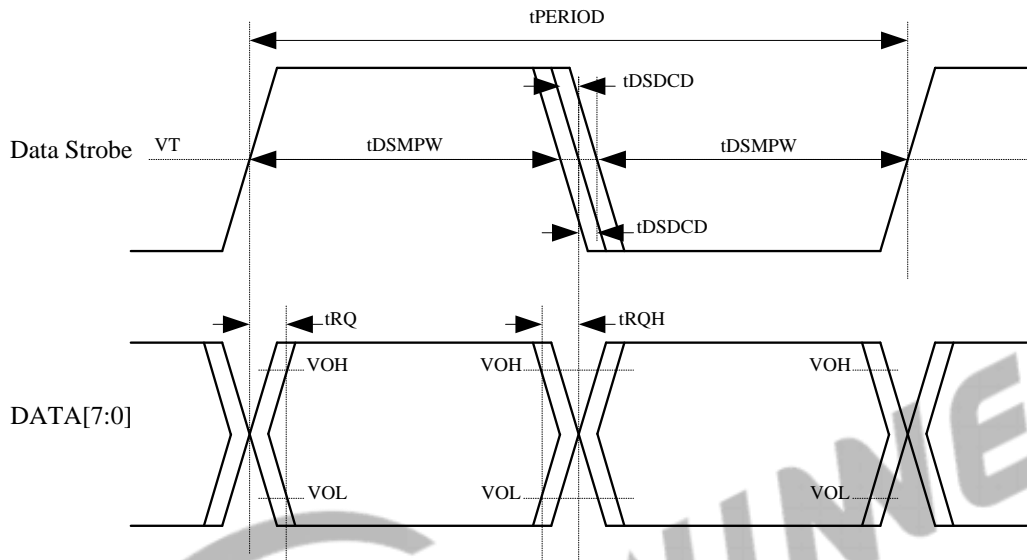 tPERIOD
tDSDCD
Data Strobe VT tDSMPW tDSMPW
tDSDCD
tRQ tRQH
VOH VOH VOH
DATA[7:0]
VOL VOL VOL